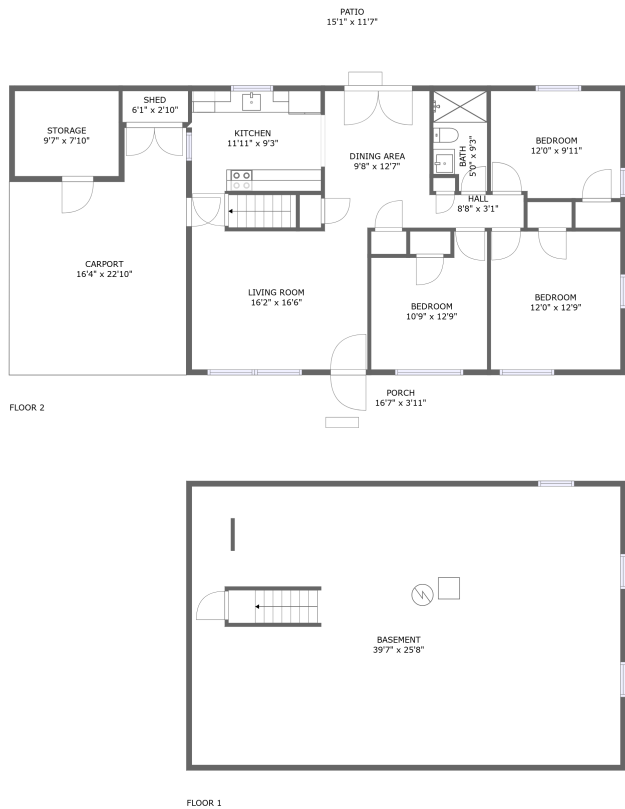 PATIO
15'1" x 11'7"
SHED
6'1" x 2'10"
STORAGE
9'7" x 7'10"
KITCHEN
11'11" x 9'3"
DINING AREA
9'8" x 12'7"
BATH
5'0" x 9'3"
BEDROOM
12'0" x 9'11"
HALL
8'8" x 3'1"
CARPORT
16'4" x 22'10"
LIVING ROOM
16'2" x 16'6"
BEDROOM
10'9" x 12'9"
BEDROOM
12'0" x 12'9"
PORCH
16'7" x 3'11"
FLOOR 2
BASEMENT
39'7" x 25'8"
FLOOR 1